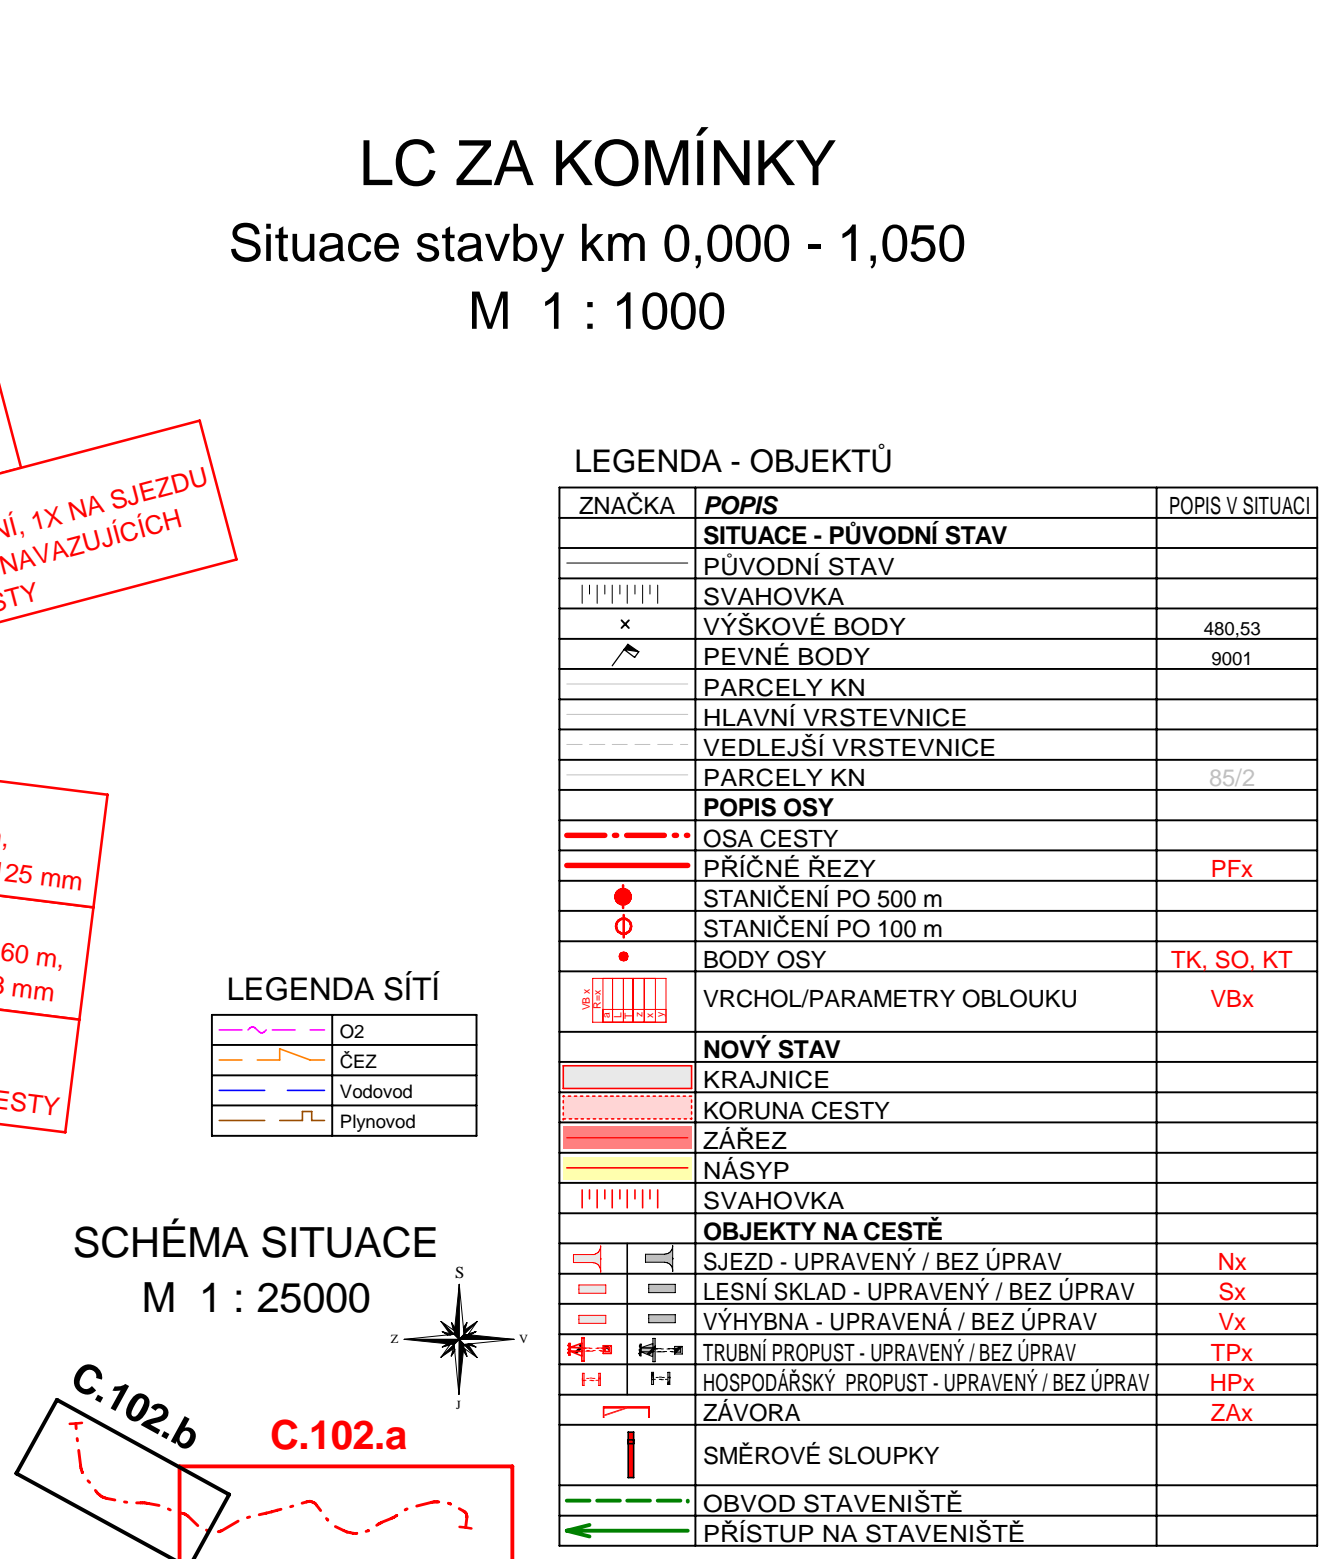 LC ZA KOMÍNKY
Situace stavby km 0,000 - 1,050
M 1 : 1000
1X NA SJEZDU
NAVAZUJÍCÍCH
125 mm
60 m,
mm
LEGENDA SÍTÍ
O2
ČEZ
Vodovod
Plynovod
SCHÉMA SITUACE
M 1 : 25000
S
Z
V
J
C.102.b
C.102.a
LEGENDA - OBJEKTŮ
ZNAČKA POPIS POPIS V SITUACI
SITUACE - PŮVODNÍ STAV
PŮVODNÍ STAV
SVAHOVKA
VÝŠKOVÉ BODY 480,53
PEVNÉ BODY 9001
PARCELY KN
HLAVNÍ VRSTEVNICE
VEDLEJŠÍ VRSTEVNICE
PARCELY KN 85/2
POPIS OSY
OSA CESTY
PŘÍČNÉ ŘEZY PFx
STANIČENÍ PO 500 m
STANIČENÍ PO 100 m
BODY OSY TK, SO, KT
VB x
R=x
a L T z x y
VRCHOL/PARAMETRY OBLOUKU VBx
NOVÝ STAV
KRAJNICE
KORUNA CESTY
ZÁŘEZ
NÁSYP
SVAHOVKA
OBJEKTY NA CESTĚ
SJEZD - UPRAVENÝ / BEZ ÚPRAV Nx
LESNÍ SKLAD - UPRAVENÝ / BEZ ÚPRAV Sx
VÝHYBNA - UPRAVENÁ / BEZ ÚPRAV Vx
TRUBNÍ PROPUST - UPRAVENÝ / BEZ ÚPRAV TPx
HOSPODÁŘSKÝ PROPUST - UPRAVENÝ / BEZ ÚPRAV HPx
ZÁVORA ZAx
SMĚROVÉ SLOUPKY
OBVOD STAVENIŠTĚ
PŘÍSTUP NA STAVENIŠTĚ